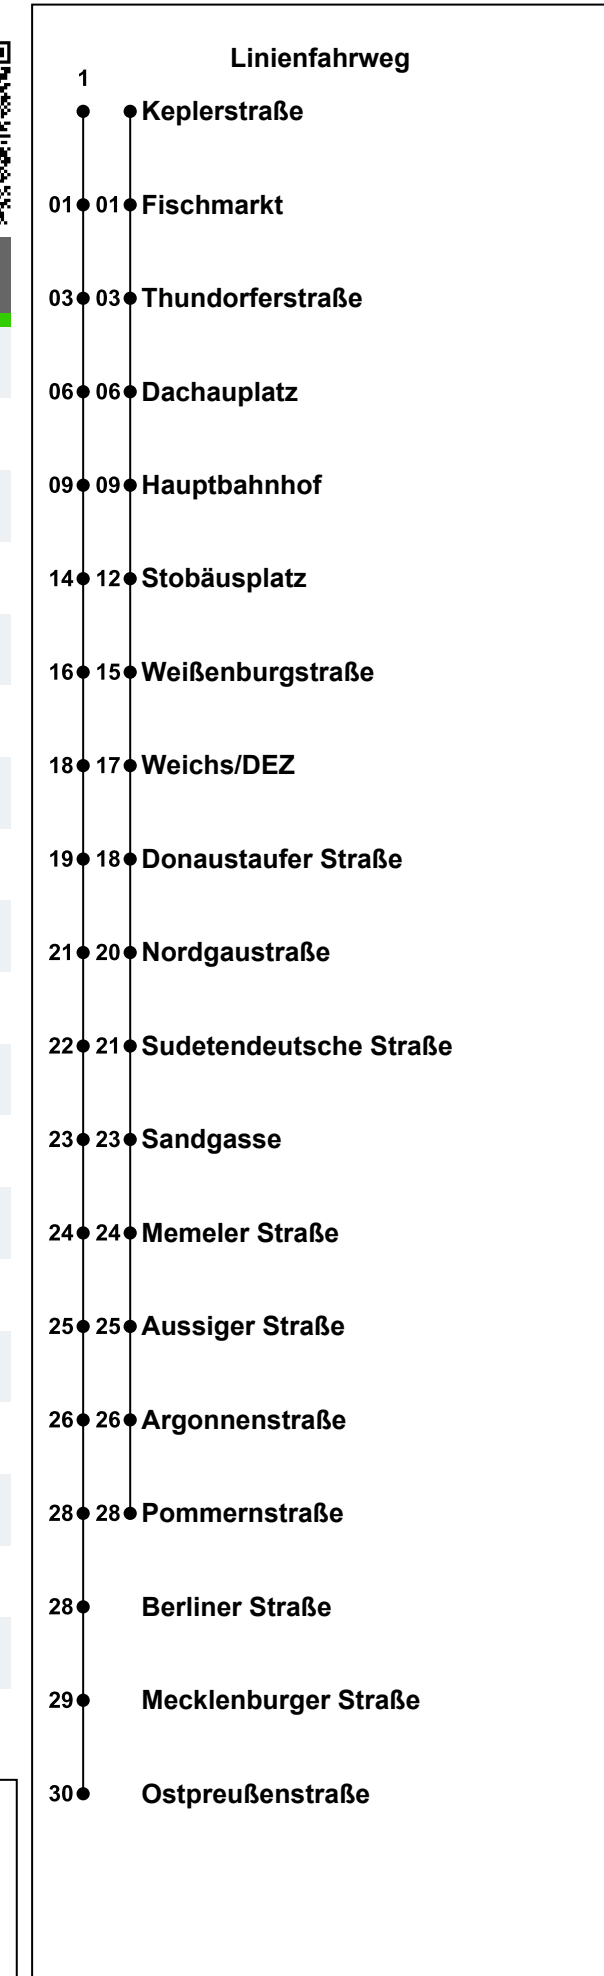 Linienfahrweg
1
Keplerstraße
01 01 Fischmarkt
03 03 Thundorferstraße
06 06 Dachauplatz
09 09 Hauptbahnhof
14 12 Stobäusplatz
16 15 Weißenburgstraße
18 17 Weichs/DEZ
19 18 Donaustaufer Straße
21 20 Nordgaustraße
22 21 Sudetendeutsche Straße
23 23 Sandgasse
24 24 Memeler Straße
25 25 Aussiger Straße
26 26 Argonnenstraße
28 28 Pommernstraße
28 Berliner Straße
29 Mecklenburger Straße
30 Ostpreußenstraße